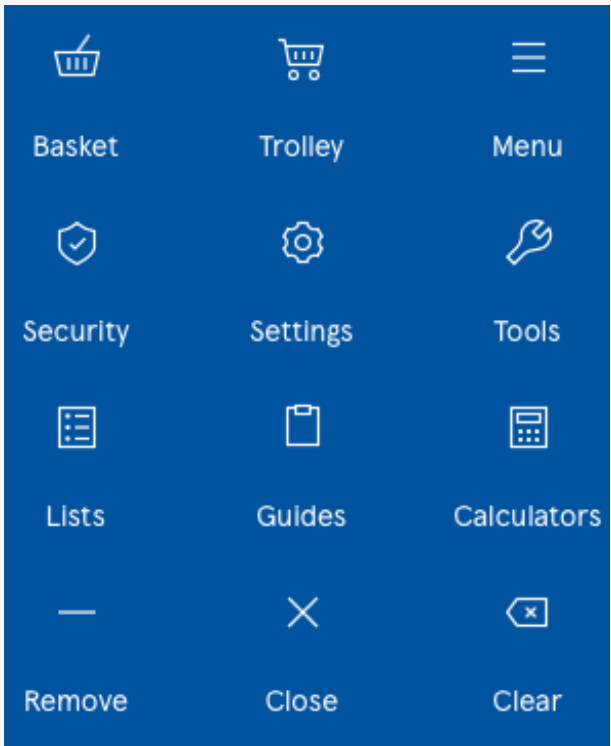 Basket Trolley Menu
Security Settings Tools
Lists Guides Calculators
Remove Close Clear